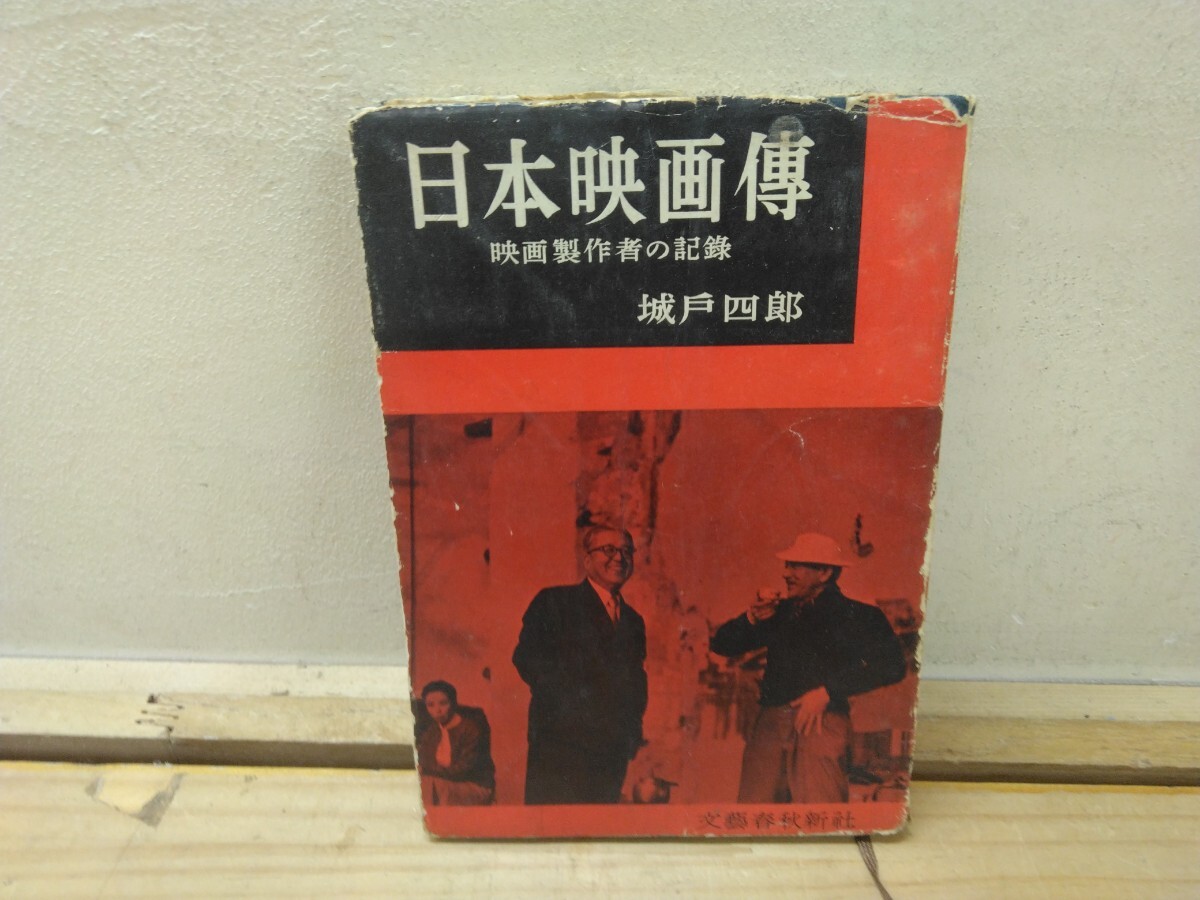 日本映画傳
映画製作者の記錄
城戶四郎
文藝春秋新社